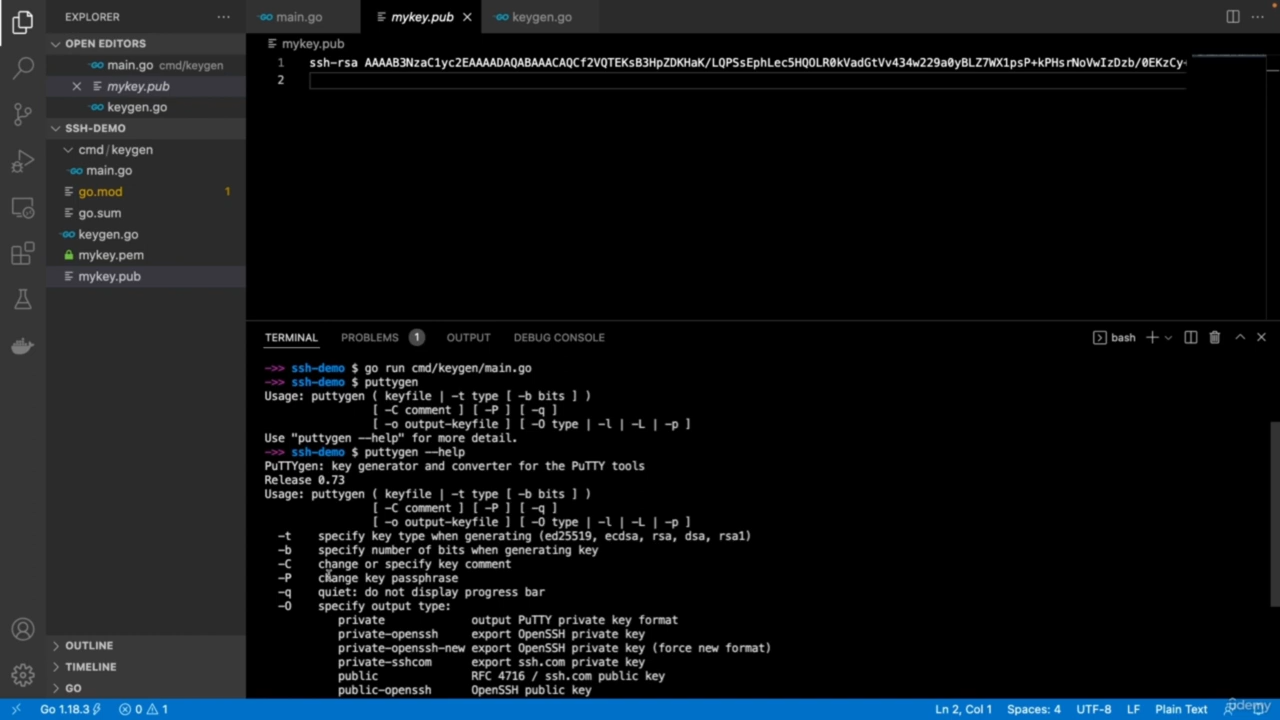 EXPLORER
OPEN EDITORS
main.go cmd/keygen
mykey.pub
keygen.go
SSH-DEMO
cmd / keygen
main.go
go.mod 1
go.sum
keygen.go
mykey.pem
mykey.pub
OUTLINE
TIMELINE
GO
main.go
mykey.pub
keygen.go
mykey.pub
1 ssh-rsa AAAAB3NzaC1yc2EAAAADAQABAAACAQCf2VQTEKsB3HpZDKHaK/LQPSsEphLec5HQOLR0kVadGtVv434w229a0yBLZ7WX1psP+kPHsrNoVwIzDzb/0EKzCy
2
TERMINAL PROBLEMS 1 OUTPUT DEBUG CONSOLE
bash
->> ssh-demo $ go run cmd/keygen/main.go
->> ssh-demo $ puttygen
Usage: puttygen ( keyfile | -t type [ -b bits ] )
[ -C comment ] [ -P ] [ -q ]
[ -o output-keyfile ] [ -O type | -l | -L | -p ]
Use "puttygen --help" for more detail.
->> ssh-demo $ puttygen --help
PuTTYgen: key generator and converter for the PuTTY tools
Release 0.73
Usage: puttygen ( keyfile | -t type [ -b bits ] )
[ -C comment ] [ -P ] [ -q ]
[ -o output-keyfile ] [ -O type | -l | -L | -p ]
-t specify key type when generating (ed25519, ecdsa, rsa, dsa, rsa1)
-b specify number of bits when generating key
-C change or specify key comment
-P change key passphrase
-q quiet: do not display progress bar
-O specify output type:
private output PuTTY private key format
private-openssh export OpenSSH private key
private-openssh-new export OpenSSH private key (force new format)
private-sshcom export ssh.com private key
public RFC 4716 / ssh.com public key
public-openssh OpenSSH public key
Go 1.18.3 0 1 Ln 2, Col 1 Spaces: 4 UTF-8 LF Plain Text
udemy